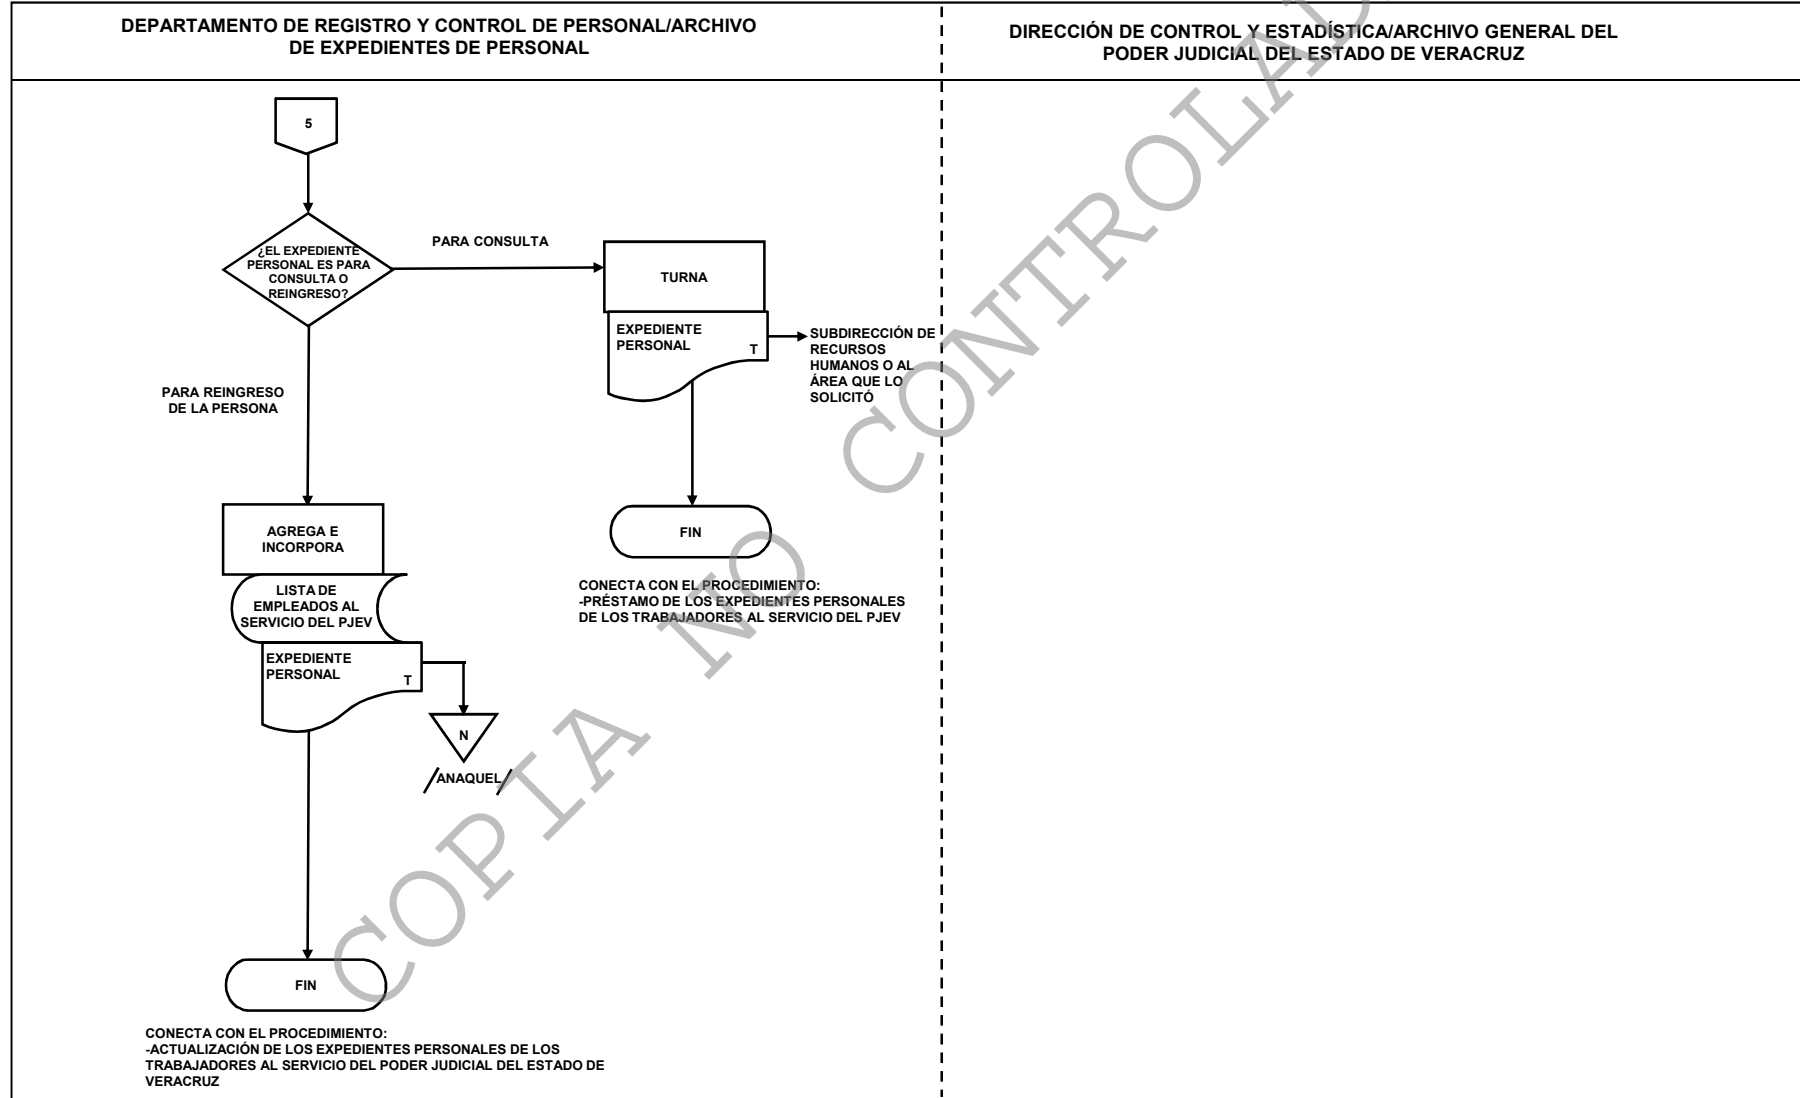 DEPARTAMENTO DE REGISTRO Y CONTROL DE PERSONAL/ARCHIVO
DE EXPEDIENTES DE PERSONAL
DIRECCIÓN DE CONTROL Y ESTADÍSTICA/ARCHIVO GENERAL DEL
PODER JUDICIAL DEL ESTADO DE VERACRUZ
5
¿EL EXPEDIENTE
PERSONAL ES PARA
CONSULTA O
REINGRESO?
PARA CONSULTA
TURNA
EXPEDIENTE
PERSONAL
T
SUBDIRECCIÓN DE
RECURSOS
HUMANOS O AL
ÁREA QUE LO
SOLICITÓ
FIN
CONECTA CON EL PROCEDIMIENTO:
-PRÉSTAMO DE LOS EXPEDIENTES PERSONALES
DE LOS TRABAJADORES AL SERVICIO DEL PJEV
PARA REINGRESO
DE LA PERSONA
AGREGA E
INCORPORA
LISTA DE
EMPLEADOS AL
SERVICIO DEL PJEV
EXPEDIENTE
PERSONAL
T
N
/ANAQUEL/
FIN
CONECTA CON EL PROCEDIMIENTO:
-ACTUALIZACIÓN DE LOS EXPEDIENTES PERSONALES DE LOS
TRABAJADORES AL SERVICIO DEL PODER JUDICIAL DEL ESTADO DE
VERACRUZ
COPIA NO